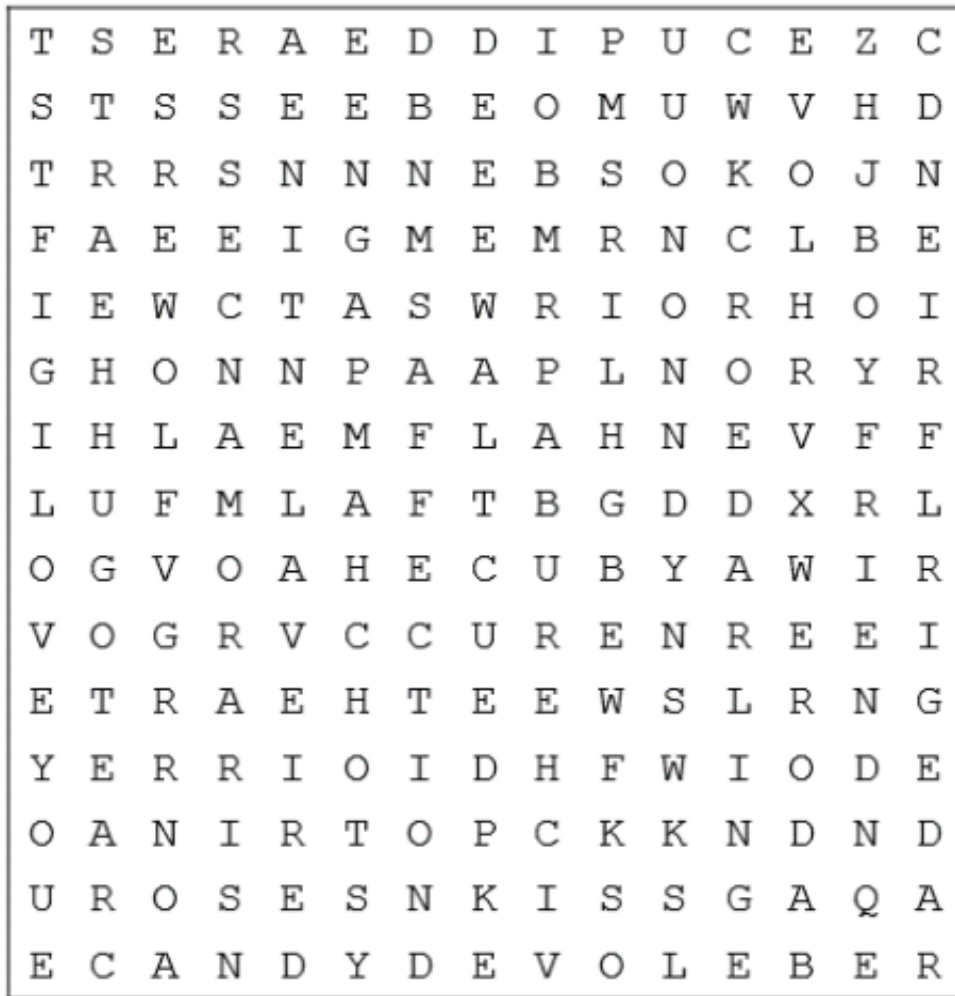 T S E R A E D D I P U C E Z C
S T S S E E B E O M U W V H D
T R R S N N N E B S O K O J N
F A E E I G M E M R N C L B E
I E W C T A S W R I O R H O I
G H O N N P A A P L N O R Y R
I H L A E M F L A H N E V F F
L U F M L A F T B G D D X R L
O G V O A H E C U B Y A W I R
V O G R V C C U R E N R E E I
E T R A E H T E E W S L R N G
Y E R R I O I D H F W I O D E
O A N I R T O P C K K N D N D
U R O S E S N K I S S G A Q A
E C A N D Y D E V O L E B E R